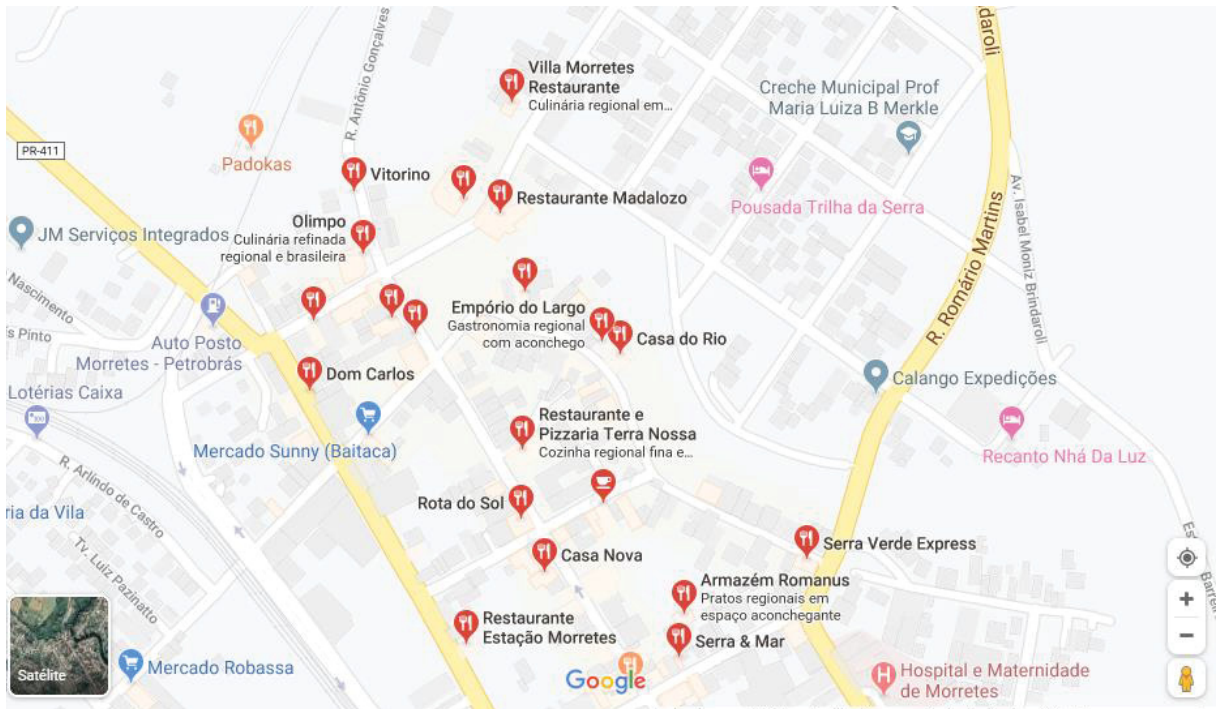 Villa Morretes
Restaurante
Culinária regional em...
daroli
ndaroli
R. Antônio Gonçalves
Creche Municipal Prof
Maria Luiza B Merkle
PR-411
Padokas
Vitorino
Restaurante Madalozo
Pousada Trilha da Serra
Av. Isabel Moniz Brindaroli
R. Romário Martins
Olimpo
Culinária refinada
regional e brasileira
JM Serviços Integrados
Nascimento
s Pinto
Auto Posto
Morretes - Petrobrás
Empório do Largo
Gastronomia regional
com aconchego
Casa do Rio
Dom Carlos
Calango Expedições
Lotérias Caixa
Mercado Sunny (Baitaca)
Restaurante e
Pizzaria Terra Nossa
Cozinha regional fina e...
Recanto Nhá Da Luz
R. Arlindo de Castro
Rota do Sol
ria da Vila
Tv. Luiz Pazinatto
Casa Nova
Serra Verde Express
Armazém Romanus
Pratos regionais em
espaço aconchegante
Restaurante
Estação Morretes
Serra & Mar
Satélite
Mercado Robassa
Google
Hospital e Maternidade
de Morretes